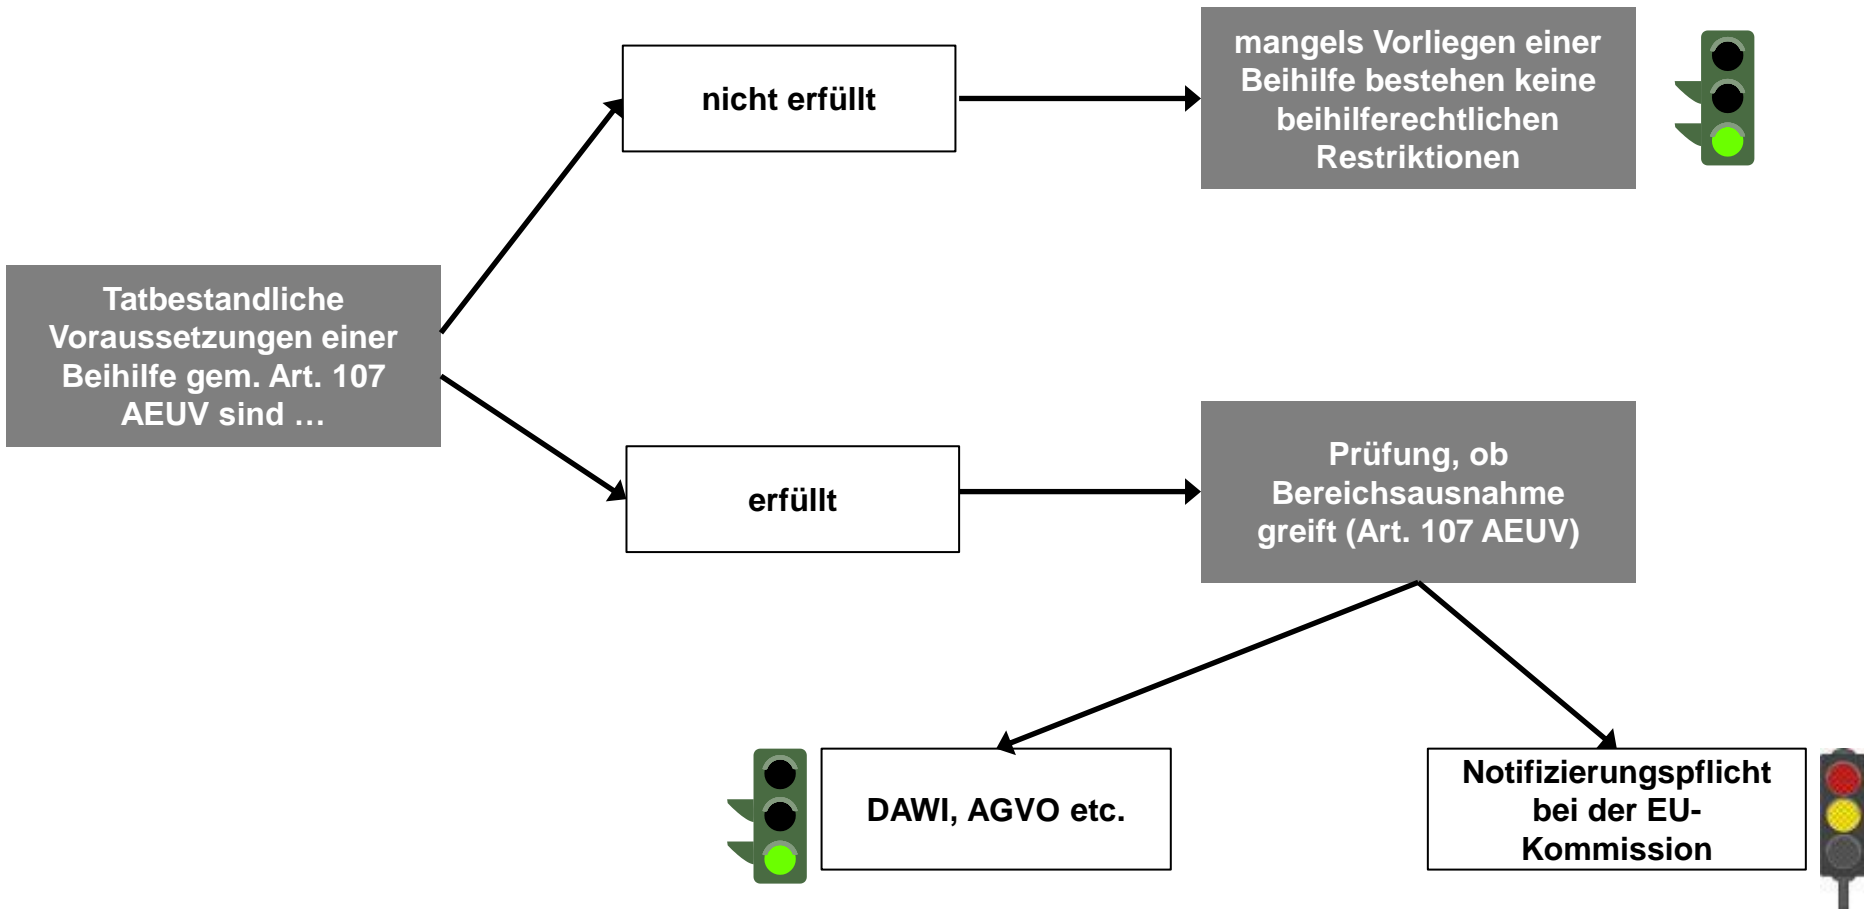 mangels Vorliegen einer
Beihilfe bestehen keine
beihilferechtlichen
Restriktionen
nicht erfüllt
Tatbestandliche
Voraussetzungen einer
Beihilfe gem. Art. 107
AEUV sind …
erfüllt
Prüfung, ob
Bereichsausnahme
greift (Art. 107 AEUV)
DAWI, AGVO etc.
Notifizierungspflicht
bei der EU-
Kommission